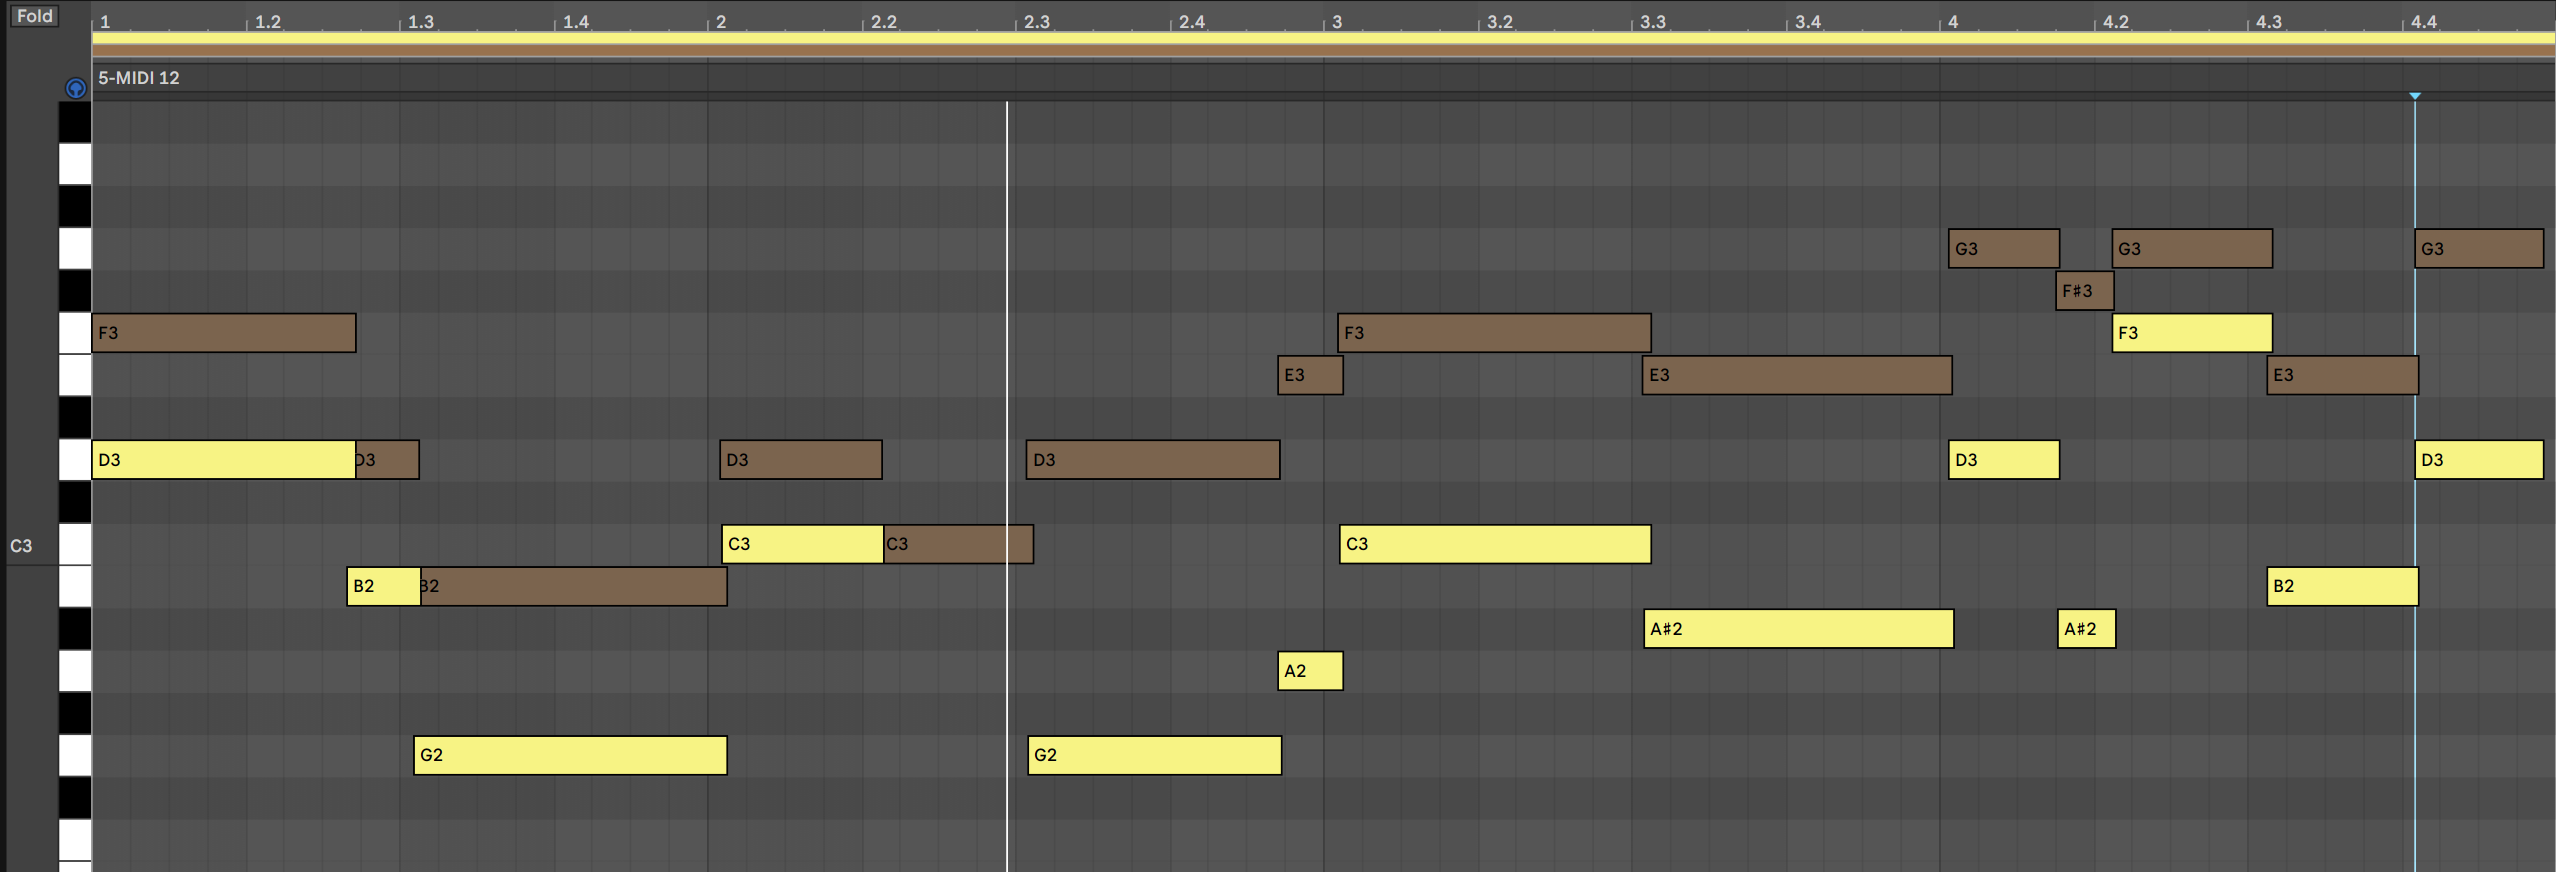 Fold
1 1.2 1.3 1.4 2 2.2 2.3 2.4 3 3.2 3.3 3.4 4 4.2 4.3 4.4
5-MIDI 12
G3 G3 G3
F♯3
F3 F3 F3
E3 E3 E3
D3 D3 D3 D3 D3 D3
C3 C3 C3 C3
B2 B2 B2
A♯2 A♯2
A2
G2 G2